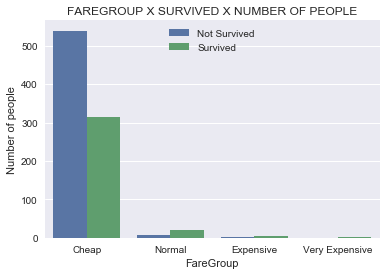 FAREGROUP X SURVIVED X NUMBER OF PEOPLE
Not Survived
Survived
Number of people
500
400
300
200
100
0
Cheap
Normal
Expensive
Very Expensive
FareGroup